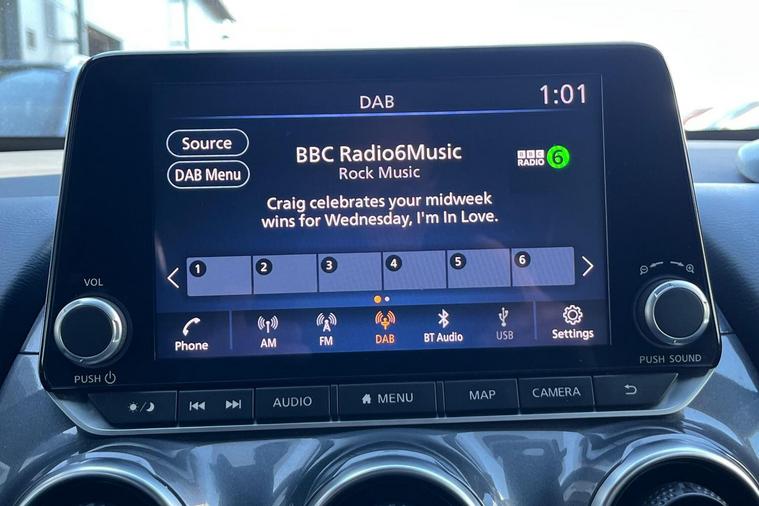 DAB
1:01
Source
DAB Menu
BBC Radio6Music
Rock Music
BBC
RADIO 6
Craig celebrates your midweek
wins for Wednesday, I'm In Love.
1 2 3 4 5 6
Phone AM FM DAB BT Audio USB Settings
VOL
PUSH
PUSH SOUND
AUDIO MENU MAP CAMERA